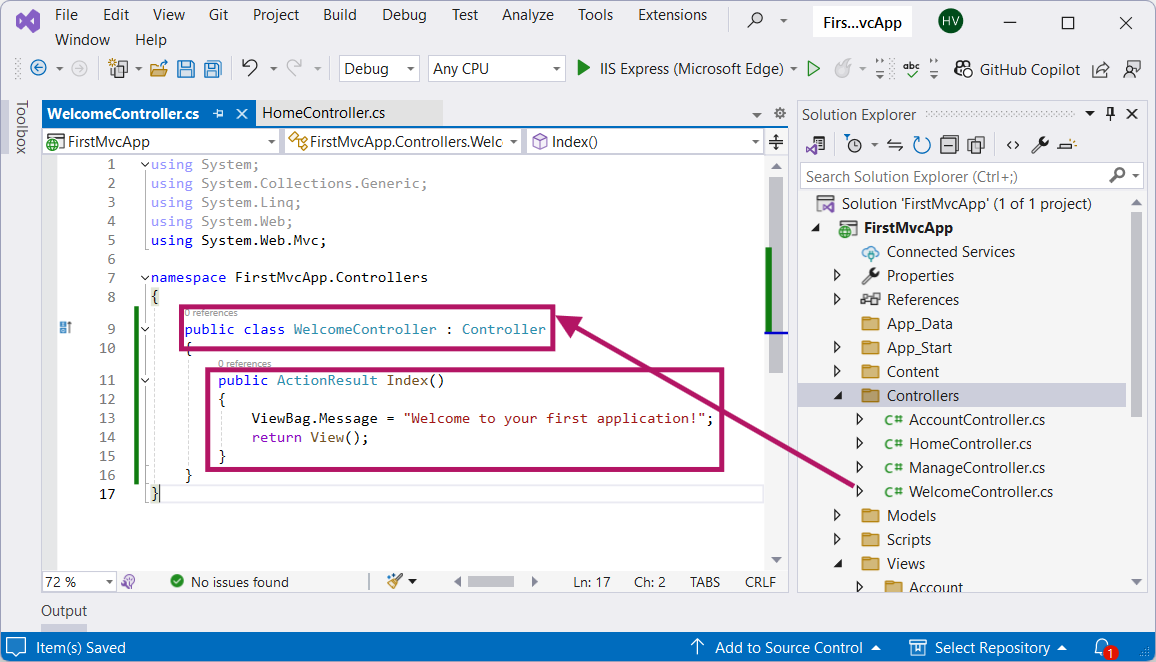 File Edit View Git Project Build Debug Test Analyze Tools Extensions
Window Help
Firs...vcApp
HV
Debug
Any CPU
IIS Express (Microsoft Edge)
abc
GitHub Copilot
Toolbox
WelcomeController.cs
HomeController.cs
FirstMvcApp
FirstMvcApp.Controllers.Welc
Index()
1 using System;
2 using System.Collections.Generic;
3 using System.Linq;
4 using System.Web;
5 using System.Web.Mvc;
6
7 namespace FirstMvcApp.Controllers
8 {
0 references
9 public class WelcomeController : Controller
10 {
0 references
11 public ActionResult Index()
12 {
13 ViewBag.Message = "Welcome to your first application!";
14 return View();
15 }
16 }
17 }
72 %
No issues found
Ln: 17 Ch: 2 TABS CRLF
Solution Explorer
Search Solution Explorer (Ctrl+;)
Solution 'FirstMvcApp' (1 of 1 project)
FirstMvcApp
Connected Services
Properties
References
App_Data
App_Start
Content
Controllers
C# AccountController.cs
C# HomeController.cs
C# ManageController.cs
C# WelcomeController.cs
Models
Scripts
Views
Account
Output
Item(s) Saved
Add to Source Control
Select Repository
1